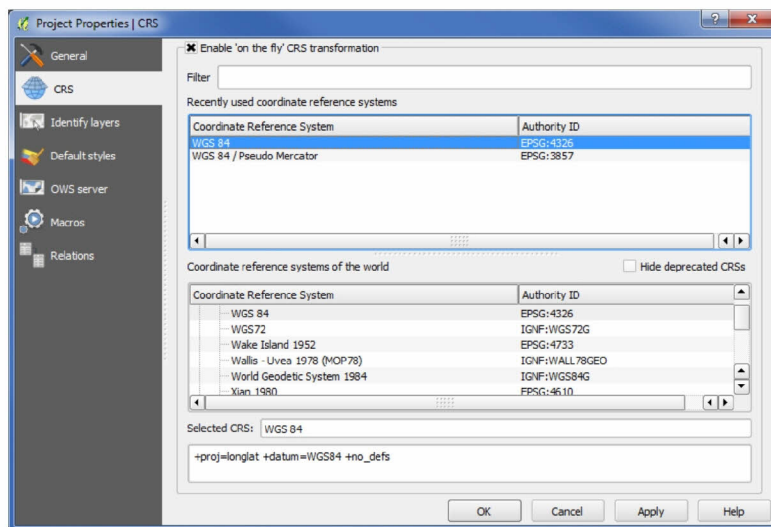 Project Properties | CRS
General
CRS
Identify layers
Default styles
OWS server
Macros
Relations
Enable 'on the fly' CRS transformation
Filter
Recently used coordinate reference systems
Coordinate Reference System Authority ID
WGS 84 EPSG:4326
WGS 84 / Pseudo Mercator EPSG:3857
Coordinate reference systems of the world Hide deprecated CRSs
Coordinate Reference System Authority ID
WGS 84 EPSG:4326
WGS72 IGNF:WGS72G
Wake Island 1952 EPSG:4733
Wallis - Uvea 1978 (MOP78) IGNF:WALL78GEO
World Geodetic System 1984 IGNF:WGS84G
Xian 1980 EPSG:4610
Selected CRS: WGS 84
+proj=longlat +datum=WGS84 +no_defs
OK Cancel Apply Help